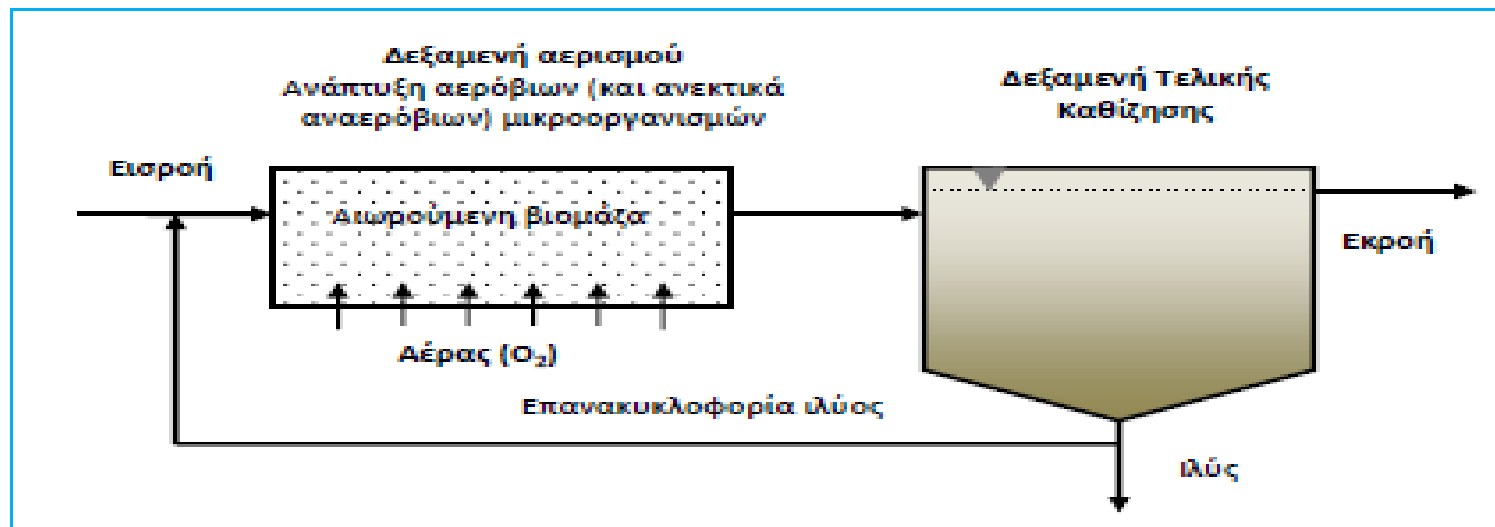 Δεξαμενή αερισμού
Ανάπτυξη αερόβιων (και ανεκτικά
αναερόβιων) μικροοργανισμών
Δεξαμενή Τελικής
Καθίζησης
Εισροή
Αιωρούμενη βιομάζα
Εκροή
Αέρας (O₂)
Επανακυκλοφορία ιλύος
Ιλύς